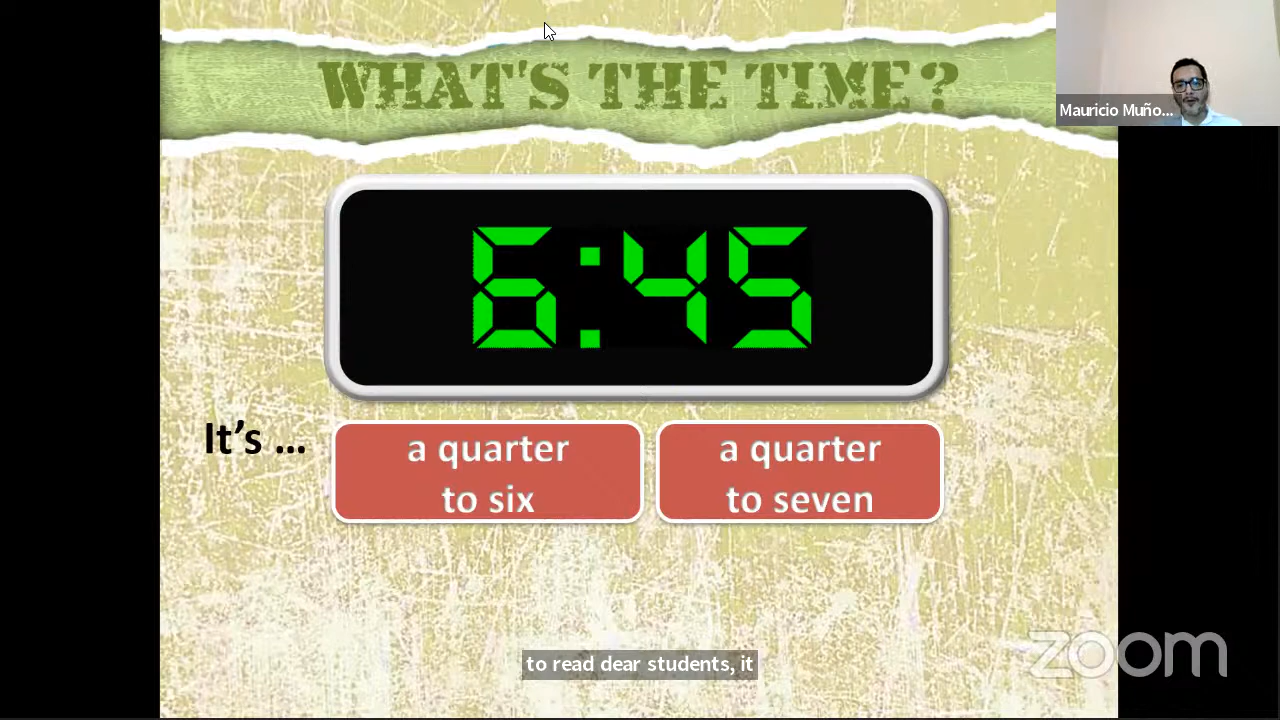 WHAT'S THE TIME?
Mauricio Muño...
6:45
It's ...
a quarter
to six
a quarter
to seven
to read dear students, it
zoom